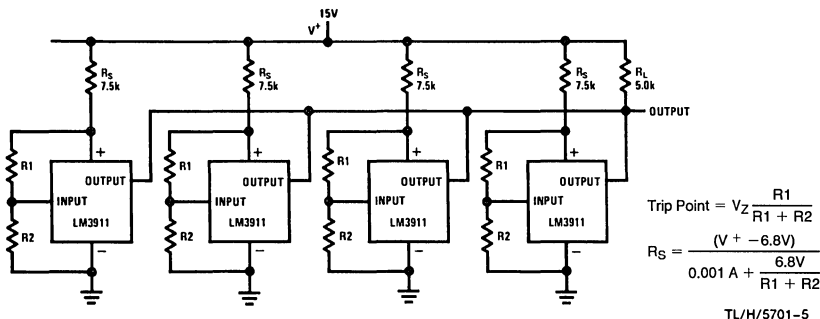 15V
V+
RS
7.5k
RS
7.5k
RS
7.5k
RS
7.5k
RL
5.0k
OUTPUT
R1
+
OUTPUT
INPUT
LM3911
R2
−
R1
+
OUTPUT
INPUT
LM3911
R2
−
R1
+
OUTPUT
INPUT
LM3911
R2
−
R1
+
OUTPUT
INPUT
LM3911
R2
−
Trip Point = VZ R1 / R1 + R2
RS = (V + −6.8V) / 0.001 A + 6.8V / R1 + R2
TL/H/5701–5